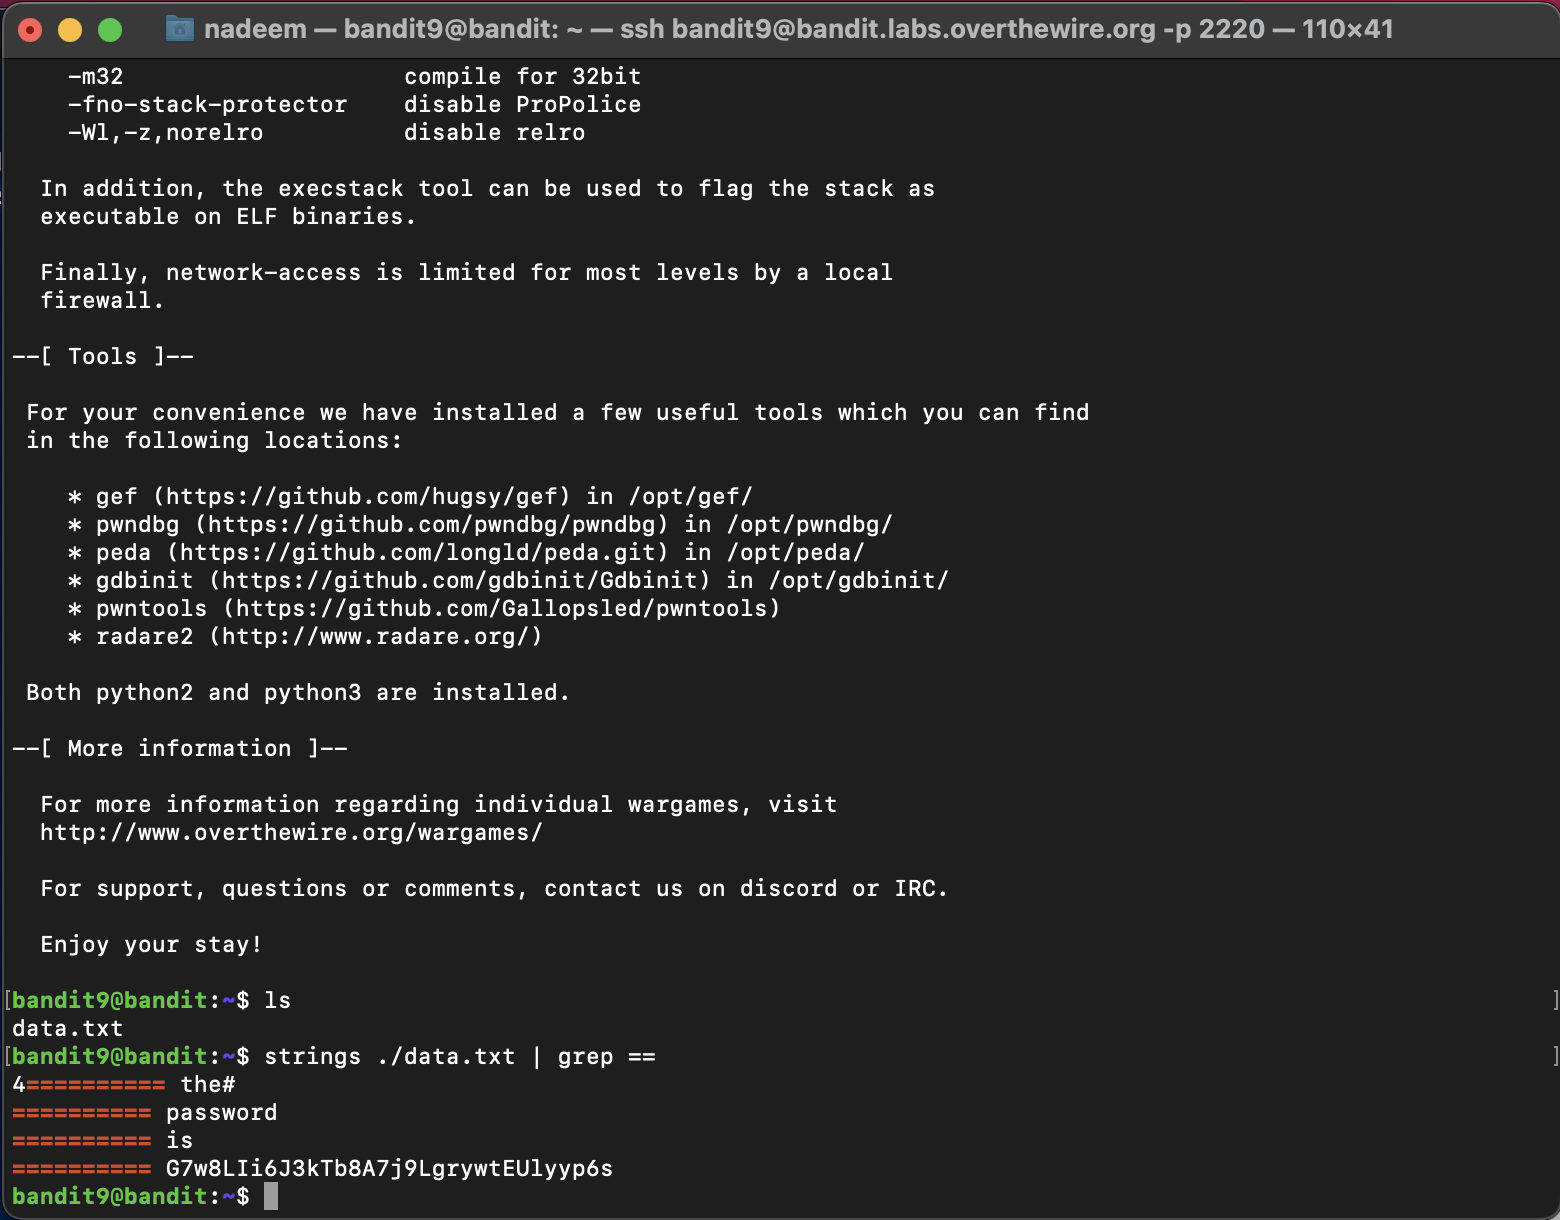 nadeem — bandit9@bandit: ~ — ssh bandit9@bandit.labs.overthewire.org -p 2220 — 110×41
-m32                    compile for 32bit
-fno-stack-protector    disable ProPolice
-Wl,-z,norelro          disable relro
In addition, the execstack tool can be used to flag the stack as
executable on ELF binaries.
Finally, network-access is limited for most levels by a local
firewall.
--[ Tools ]--
For your convenience we have installed a few useful tools which you can find
in the following locations:
* gef (https://github.com/hugsy/gef) in /opt/gef/
* pwndbg (https://github.com/pwndbg/pwndbg) in /opt/pwndbg/
* peda (https://github.com/longld/peda.git) in /opt/peda/
* gdbinit (https://github.com/gdbinit/Gdbinit) in /opt/gdbinit/
* pwntools (https://github.com/Gallopsled/pwntools)
* radare2 (http://www.radare.org/)
Both python2 and python3 are installed.
--[ More information ]--
For more information regarding individual wargames, visit
http://www.overthewire.org/wargames/
For support, questions or comments, contact us on discord or IRC.
Enjoy your stay!
[bandit9@bandit:~$ ls ]
data.txt
[bandit9@bandit:~$ strings ./data.txt | grep == ]
4========== the#
========== password
========== is
========== G7w8LIi6J3kTb8A7j9LgrywtEUlyyp6s
bandit9@bandit:~$